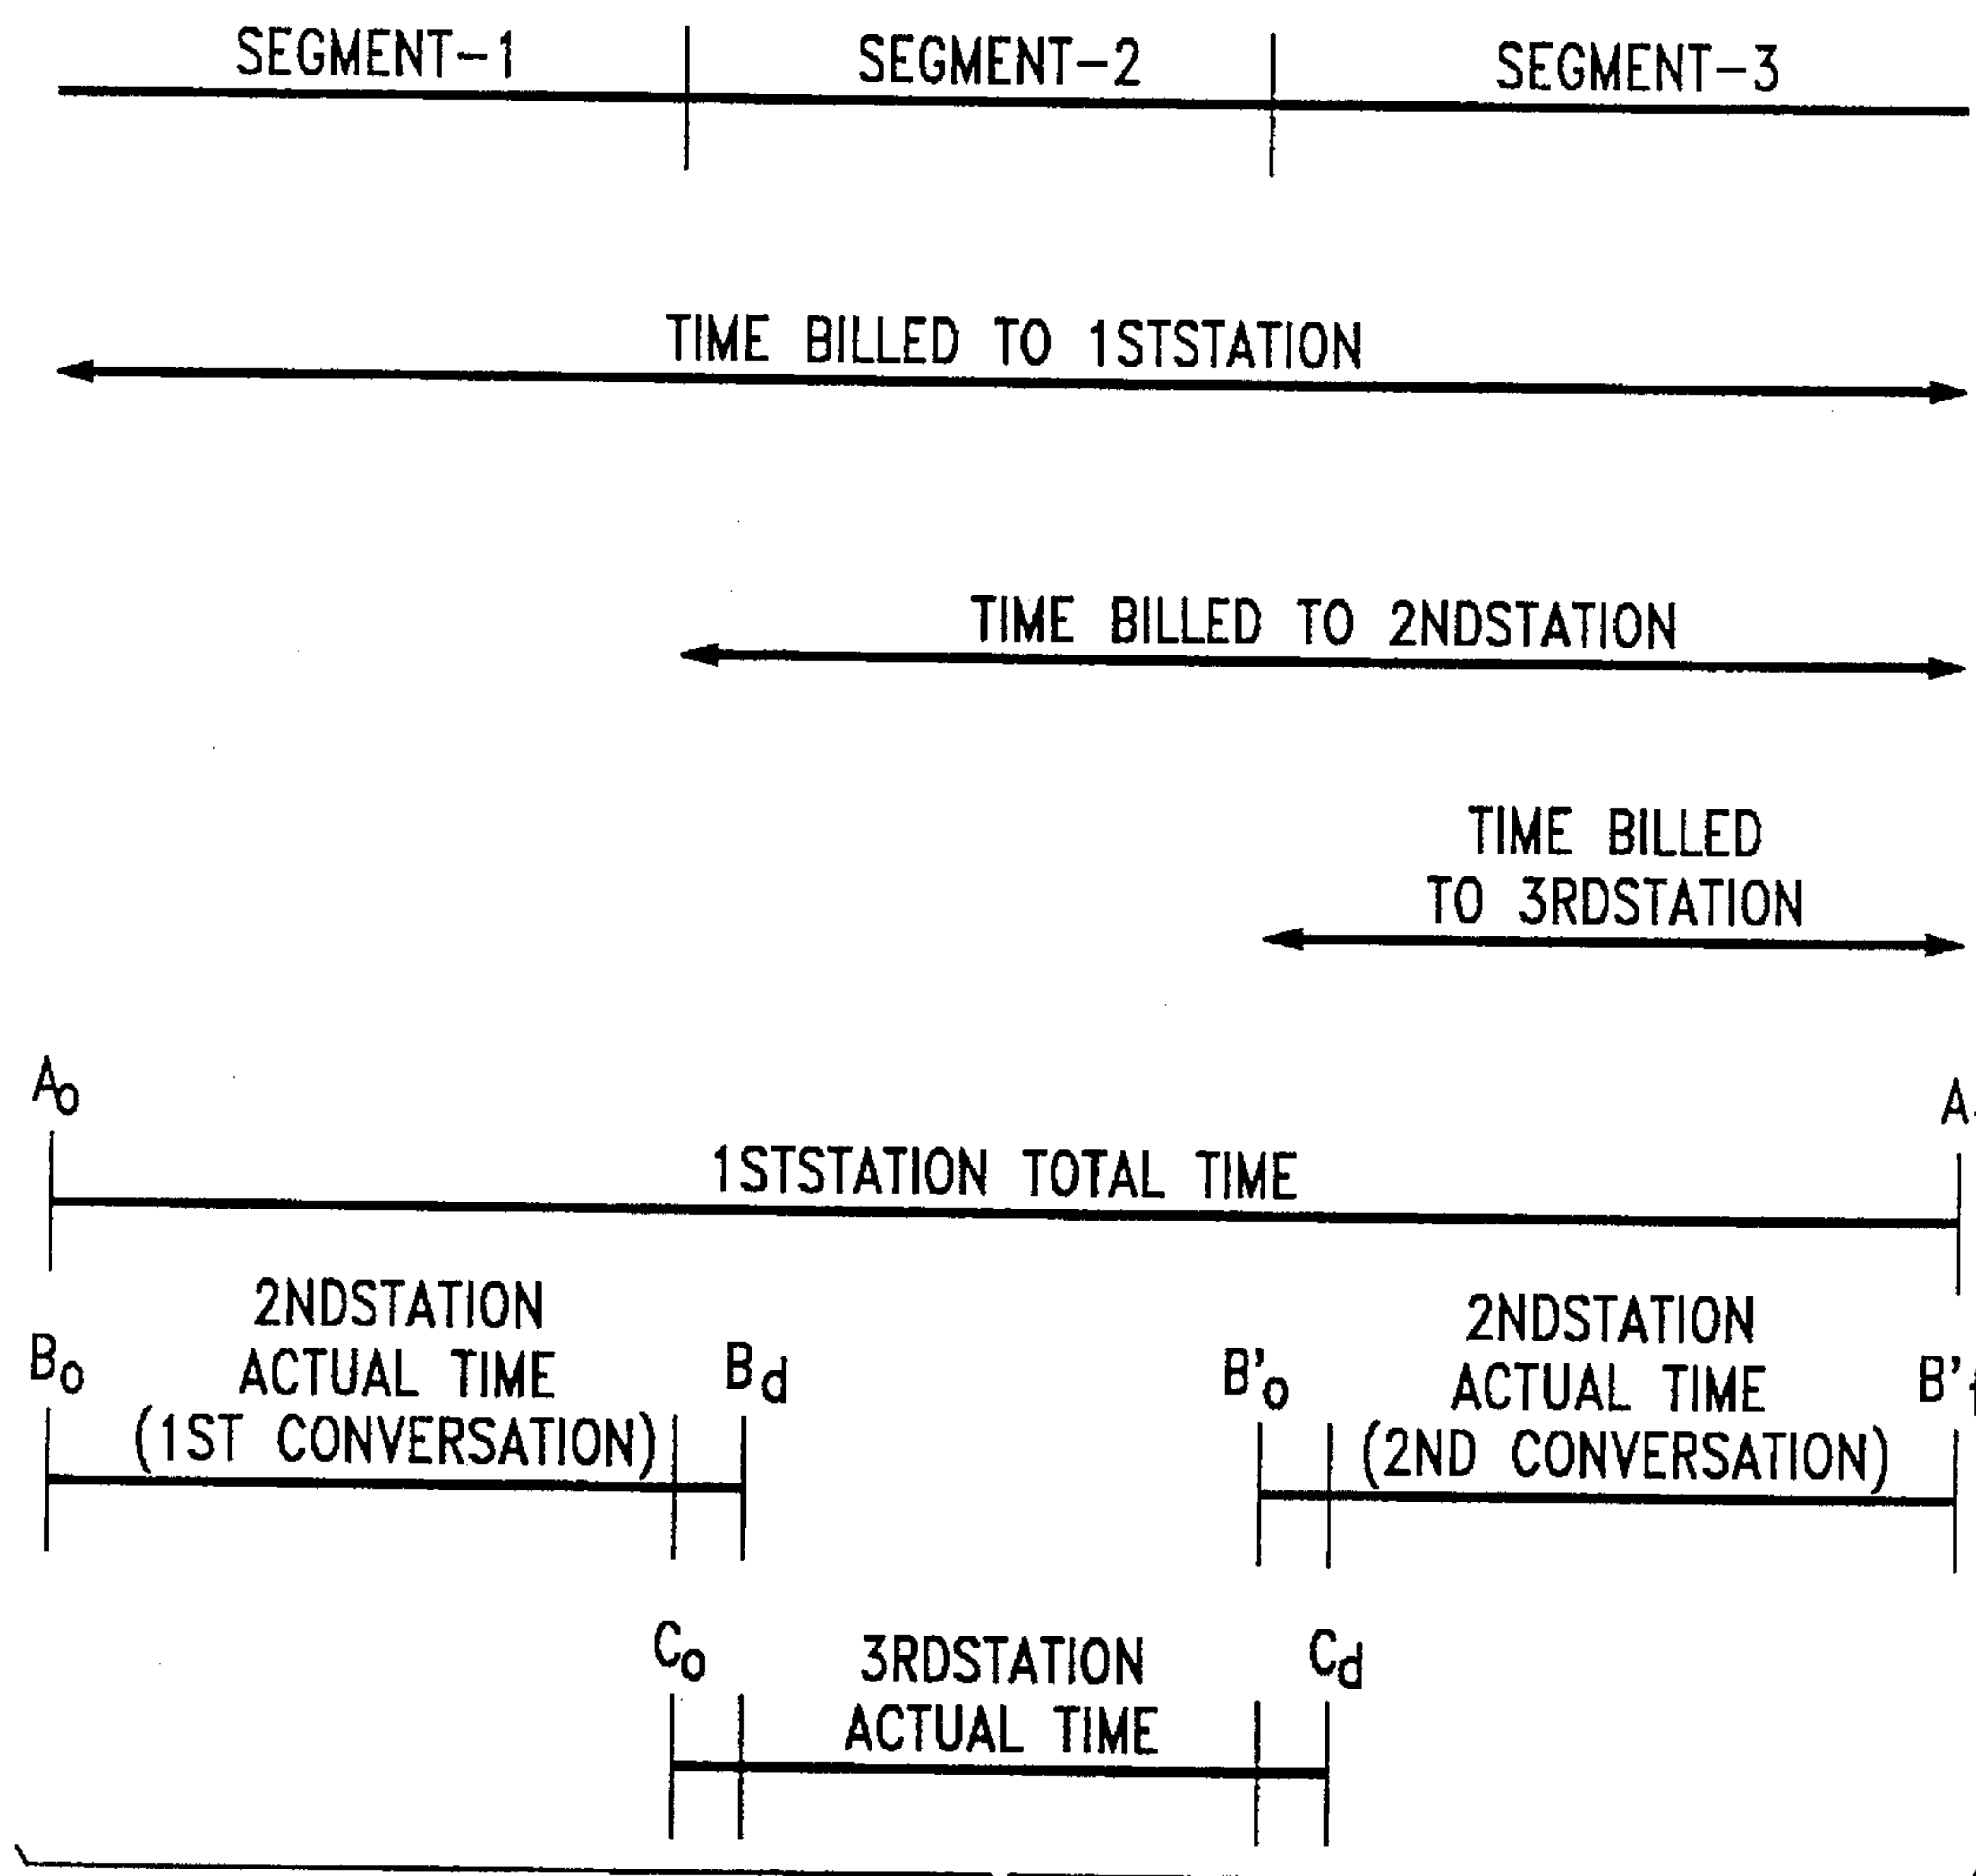 SEGMENT-1 SEGMENT-2 SEGMENT-3
TIME BILLED TO 1STSTATION
TIME BILLED TO 2NDSTATION
TIME BILLED
TO 3RDSTATION
Ao A
1STSTATION TOTAL TIME
2NDSTATION
ACTUAL TIME
(1ST CONVERSATION)
2NDSTATION
ACTUAL TIME
(2ND CONVERSATION)
Bo Bd B'o B'f
Co Cd
3RDSTATION
ACTUAL TIME